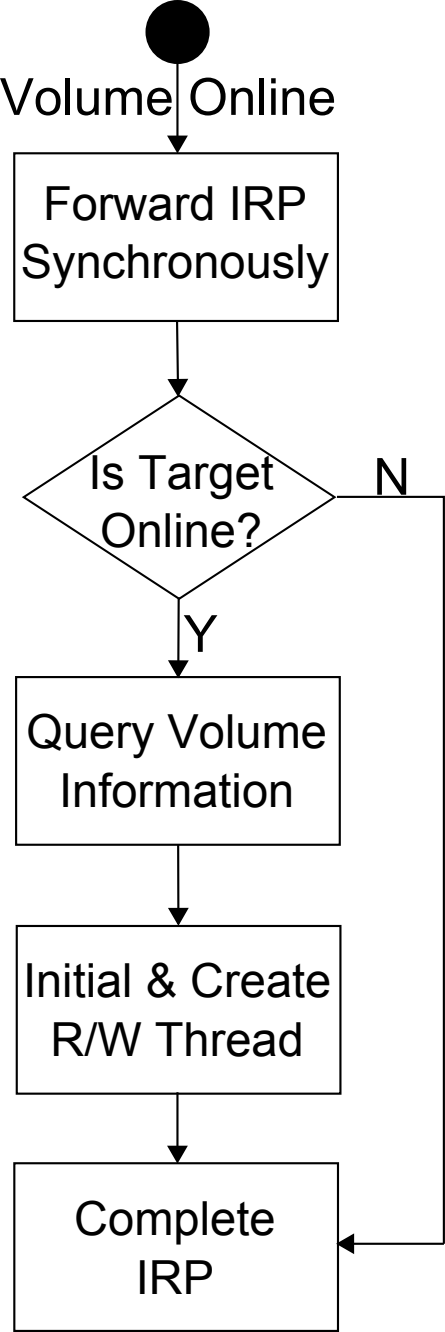 Volume Online
Forward IRP
Synchronously
Is Target
Online?
N
Y
Query Volume
Information
Initial & Create
R/W Thread
Complete
IRP